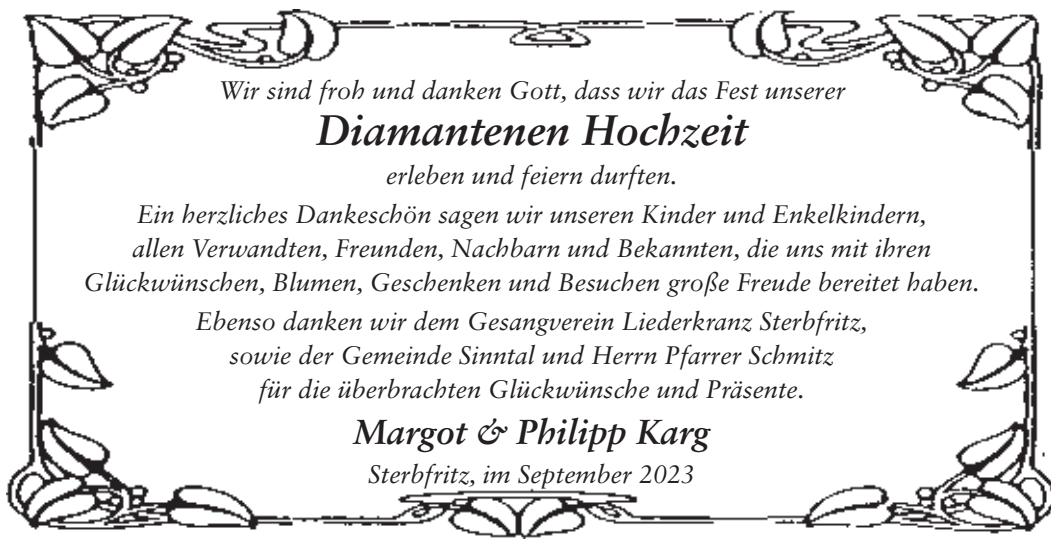 Wir sind froh und danken Gott, dass wir das Fest unserer
Diamantenen Hochzeit
erleben und feiern durften.
Ein herzliches Dankeschön sagen wir unseren Kinder und Enkelkindern,
allen Verwandten, Freunden, Nachbarn und Bekannten, die uns mit ihren
Glückwünschen, Blumen, Geschenken und Besuchen große Freude bereitet haben.
Ebenso danken wir dem Gesangverein Liederkranz Sterbfritz,
sowie der Gemeinde Sinntal und Herrn Pfarrer Schmitz
für die überbrachten Glückwünsche und Präsente.
Margot & Philipp Karg
Sterbfritz, im September 2023